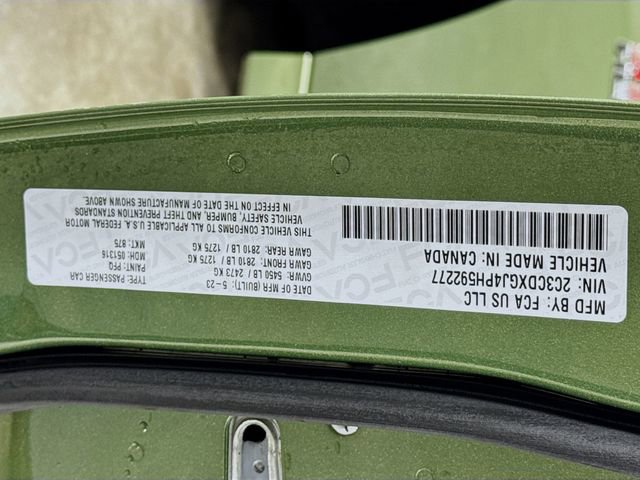 MFD BY: FCA US LLC
VIN: 2C3CDXGJ4PH592277
VEHICLE MADE IN: CANADA
DATE OF MFR (BUILT): 5-23
GVWR: 5450 LB 2473 KG
GAWR FRONT: 2810 LB 1275 KG
GAWR REAR: 2810 LB 1275 KG
TYPE: PASSENGER CAR
PAINT: PFQ
MDH: 051316
MKT: 875
THIS VEHICLE CONFORMS TO ALL APPLICABLE U.S.A. FEDERAL MOTOR
VEHICLE SAFETY, BUMPER, AND THEFT PREVENTION STANDARDS
IN EFFECT ON THE DATE OF MANUFACTURE SHOWN ABOVE.